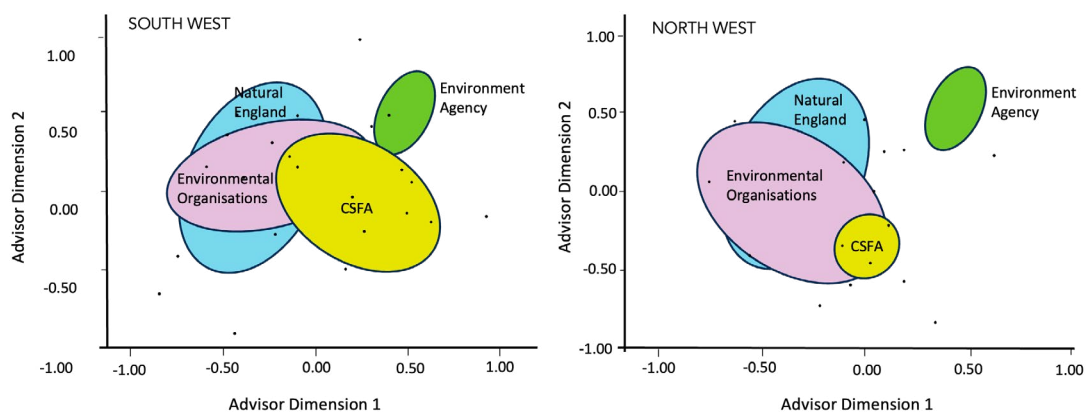 SOUTH WEST
1.00
0.50
0.00
-0.50
-1.00
Advisor Dimension 2
Natural
England
Environment
Agency
Environmental
Organisations
CSFA
-1.00
-0.50
0.00
0.50
1.00
Advisor Dimension 1
NORTH WEST
1.00
0.50
0.00
-0.50
-1.00
Advisor Dimension 2
Natural
England
Environment
Agency
Environmental
Organisations
CSFA
-1.00
-0.50
0.00
0.50
1.00
Advisor Dimension 1